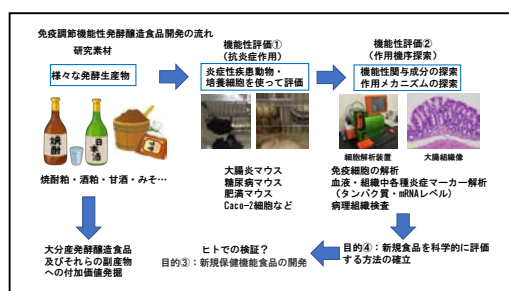 免疫調節機能性発酵醸造食品開発の流れ
研究素材
様々な発酵生産物
焼酎
日本酒
焼酎粕・酒粕・甘酒・みそ…
大分産発酵醸造食品
及びそれらの副産物
への付加価値発掘
機能性評価①
(抗炎症作用)
炎症性疾患動物・
培養細胞を使って評価
大腸炎マウス
糖尿病マウス
肥満マウス
Caco-2細胞など
機能性評価②
(作用機序探索)
機能性関与成分の探索
作用メカニズムの探索
細胞解析装置
大腸組織像
免疫細胞の解析
血液・組織中各種炎症マーカー解析
(タンパク質・mRNAレベル)
病理組織検査
目的④:新規食品を科学的に評価
する方法の確立
ヒトでの検証?
目的③:新規保健機能食品の開発